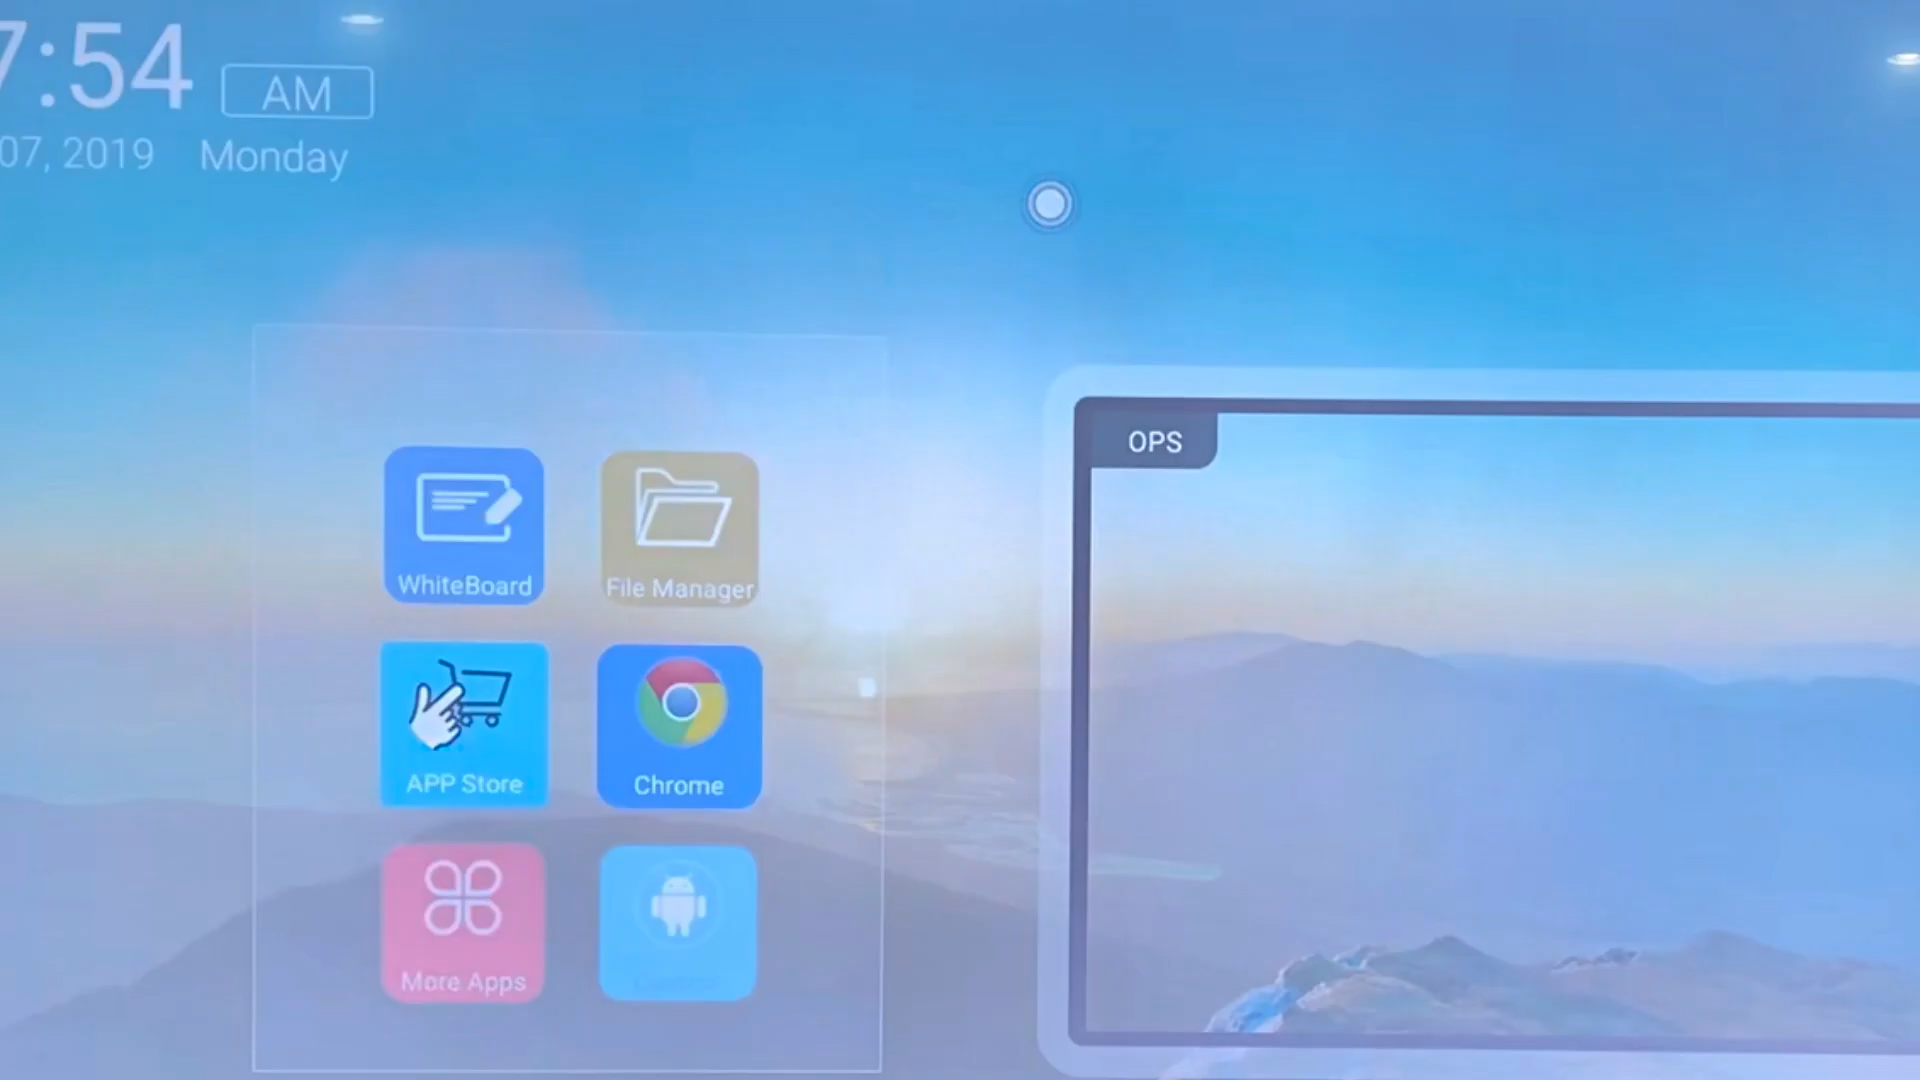 7:54 AM
07, 2019 Monday
OPS
WhiteBoard File Manager
APP Store Chrome
More Apps